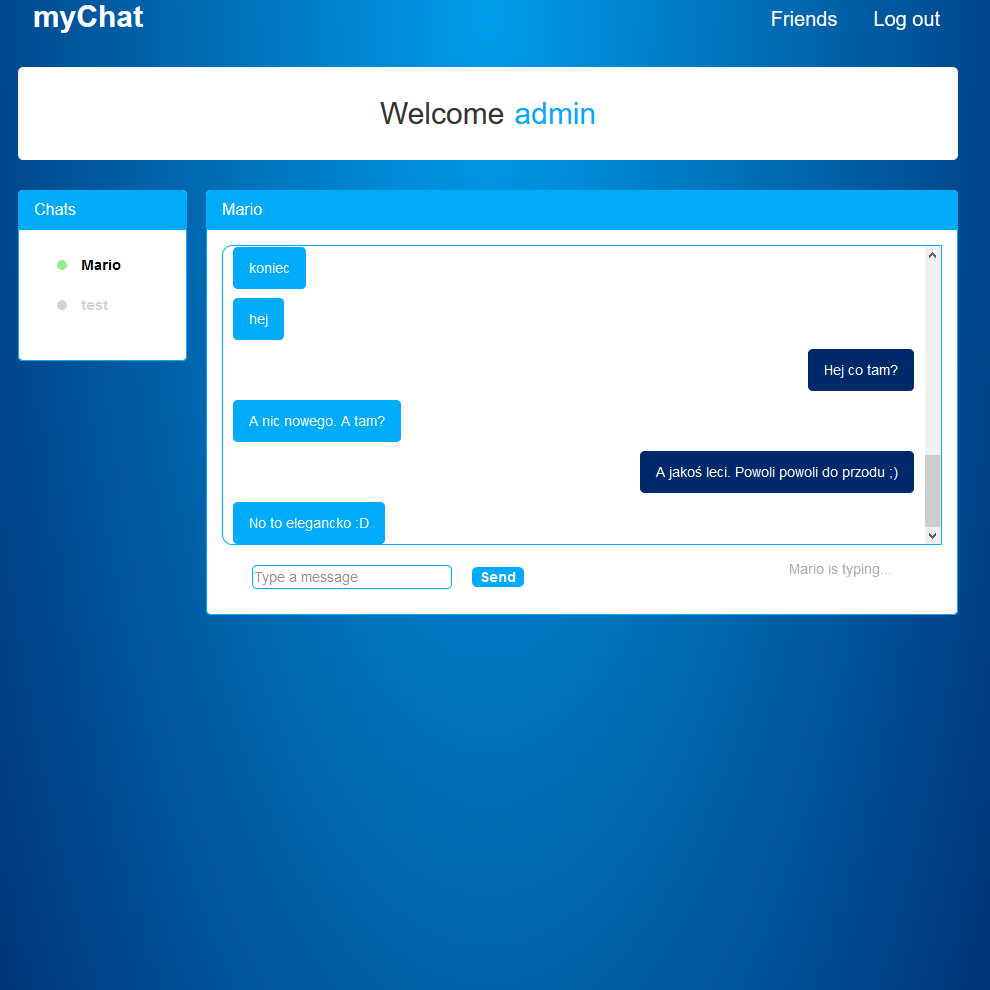 myChat
Friends
Log out
Welcome admin
Chats
Mario
test
Mario
koniec
hej
Hej co tam?
A nic nowego. A tam?
A jakoś leci. Powoli powoli do przodu ;)
No to elegancko :D
Type a message
Send
Mario is typing...